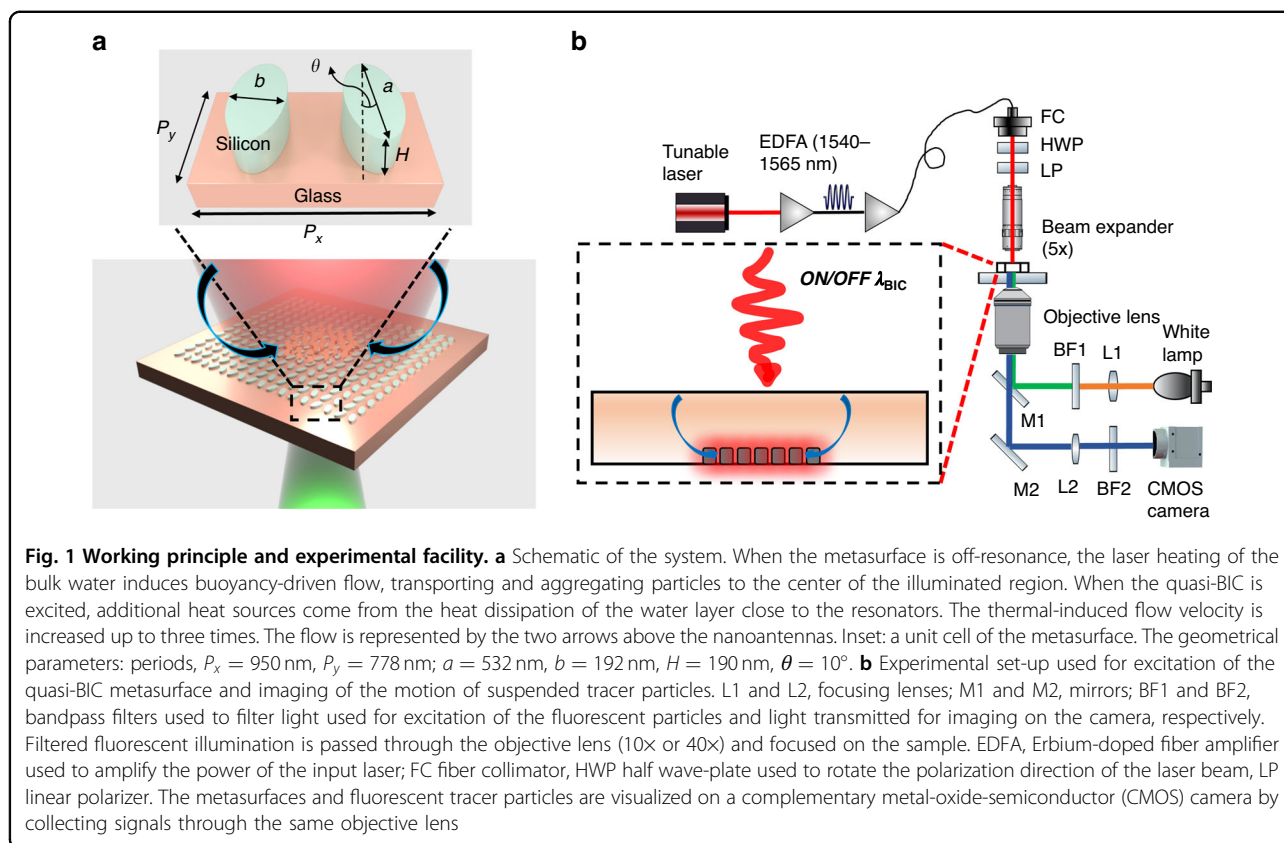 a
b
θ
a
b
P_y
Silicon
H
Glass
P_x
Tunable
laser
EDFA (1540–
1565 nm)
FC
HWP
LP
Beam expander
(5x)
ON/OFF λ_BIC
Objective lens
BF1
L1
White
lamp
M1
M2
L2
BF2
CMOS
camera
Fig. 1 Working principle and experimental facility. a Schematic of the system. When the metasurface is off-resonance, the laser heating of the
bulk water induces buoyancy-driven flow, transporting and aggregating particles to the center of the illuminated region. When the quasi-BIC is
excited, additional heat sources come from the heat dissipation of the water layer close to the resonators. The thermal-induced flow velocity is
increased up to three times. The flow is represented by the two arrows above the nanoantennas. Inset: a unit cell of the metasurface. The geometrical
parameters: periods, P_x = 950 nm, P_y = 778 nm; a = 532 nm, b = 192 nm, H = 190 nm, θ = 10°. b Experimental set-up used for excitation of the
quasi-BIC metasurface and imaging of the motion of suspended tracer particles. L1 and L2, focusing lenses; M1 and M2, mirrors; BF1 and BF2,
bandpass filters used to filter light used for excitation of the fluorescent particles and light transmitted for imaging on the camera, respectively.
Filtered fluorescent illumination is passed through the objective lens (10× or 40×) and focused on the sample. EDFA, Erbium-doped fiber amplifier
used to amplify the power of the input laser; FC fiber collimator, HWP half wave-plate used to rotate the polarization direction of the laser beam, LP
linear polarizer. The metasurfaces and fluorescent tracer particles are visualized on a complementary metal-oxide-semiconductor (CMOS) camera by
collecting signals through the same objective lens